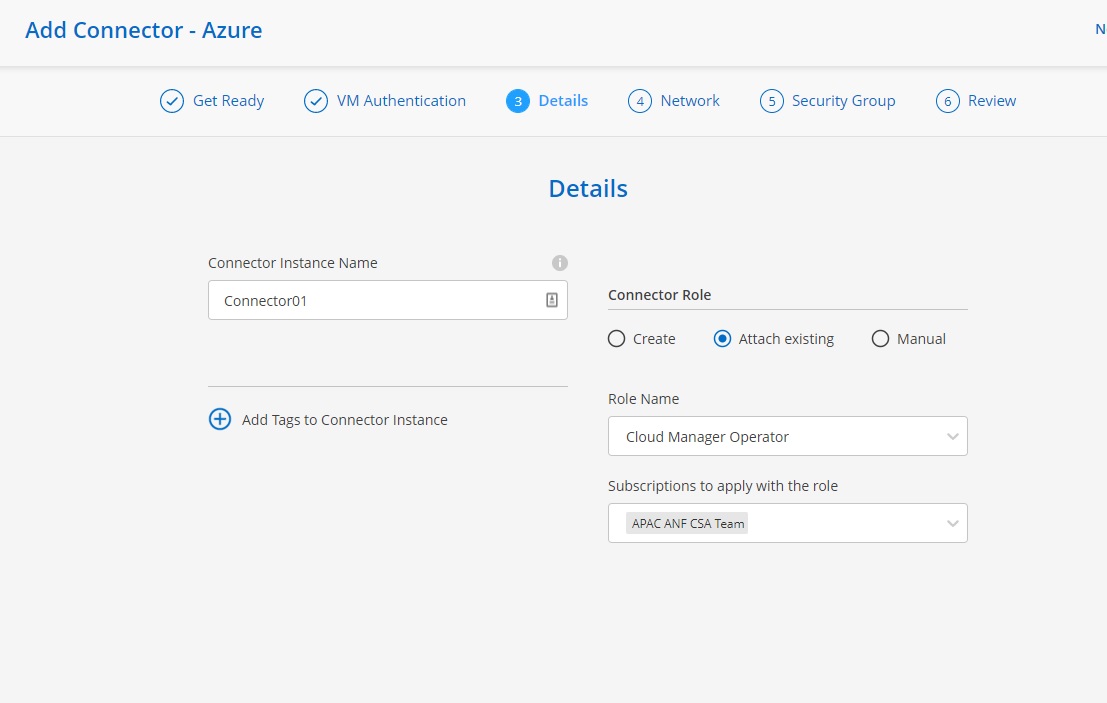 Add Connector - Azure
Get Ready
VM Authentication
3 Details
4 Network
5 Security Group
6 Review
Details
Connector Instance Name
Connector01
Add Tags to Connector Instance
Connector Role
Create
Attach existing
Manual
Role Name
Cloud Manager Operator
Subscriptions to apply with the role
APAC ANF CSA Team